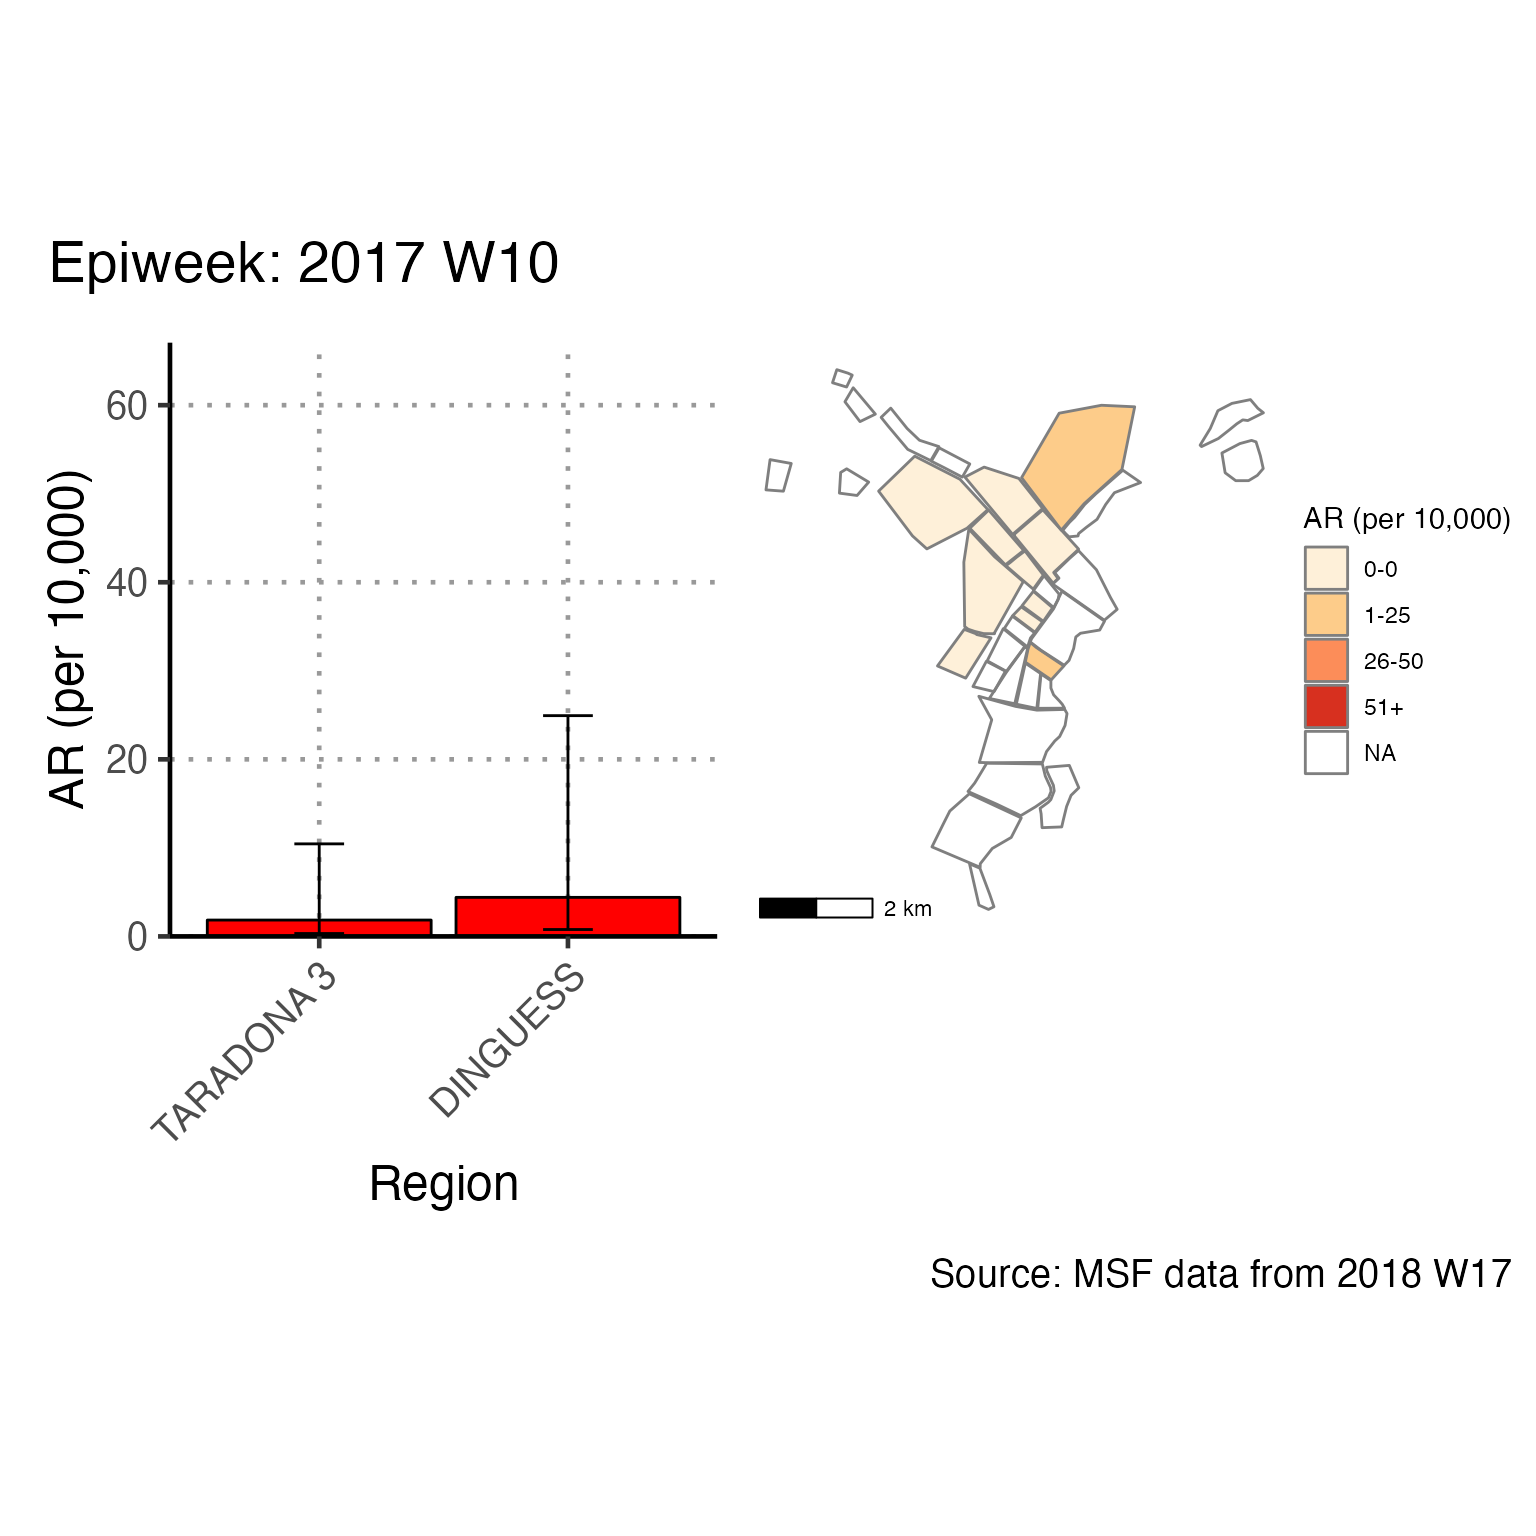 Epiweek: 2017 W10
AR (per 10,000)
60
40
20
0
TARADONA 3
DINGUESS
Region
2 km
AR (per 10,000)
0-0
1-25
26-50
51+
NA
Source: MSF data from 2018 W17